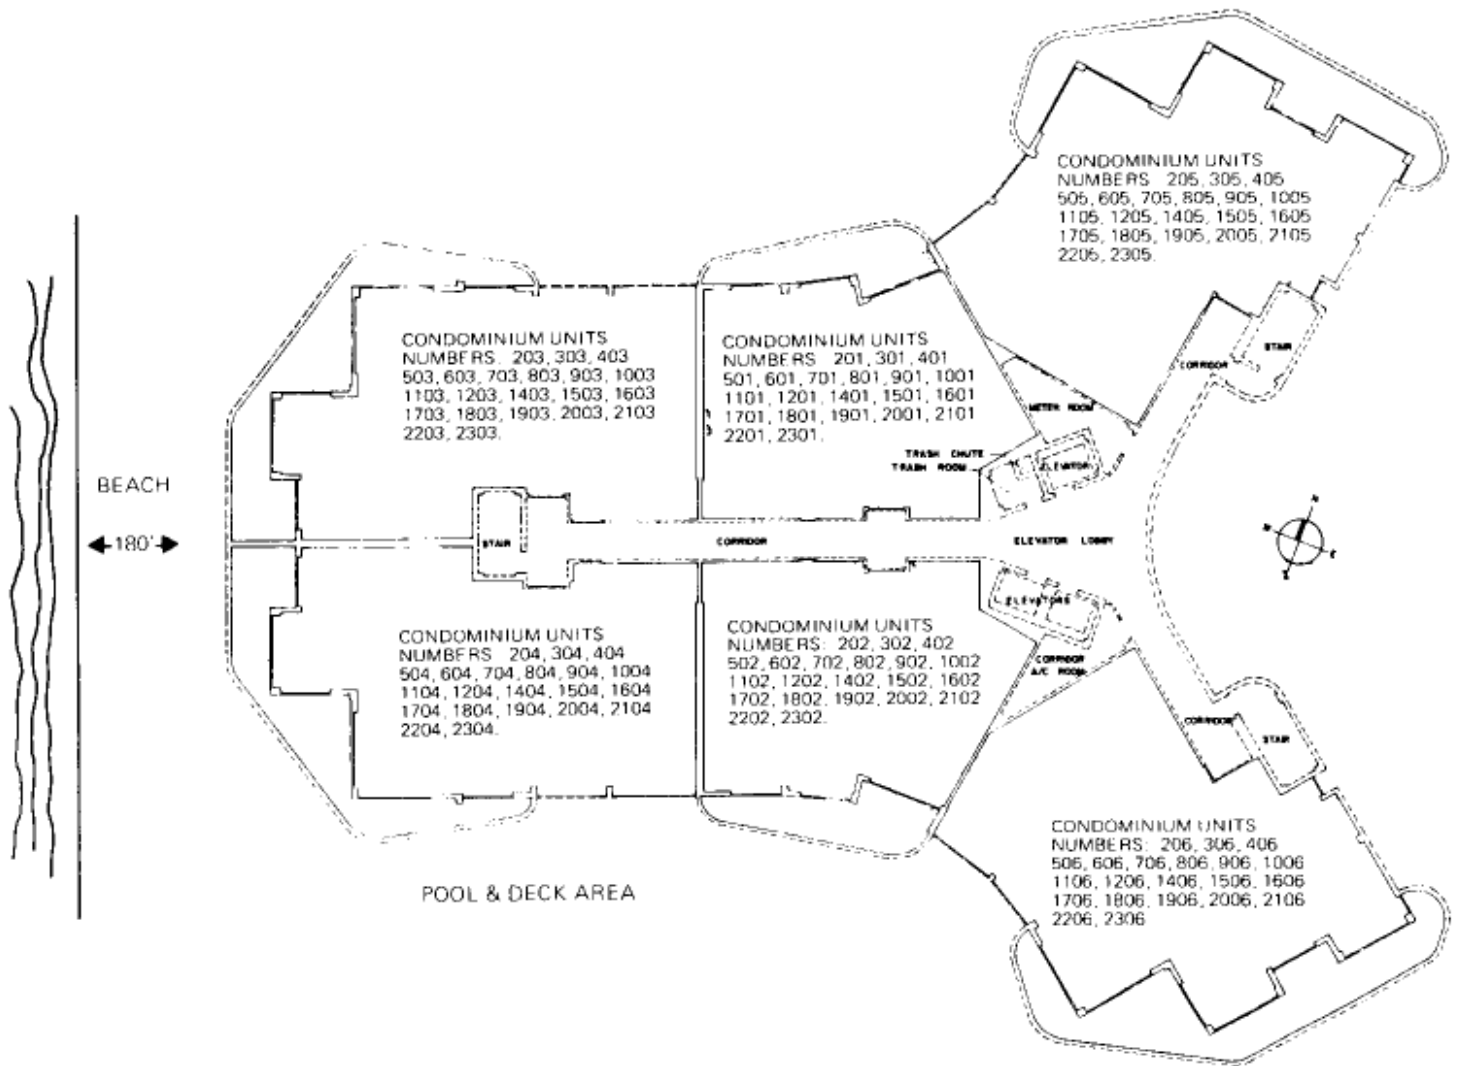 CONDOMINIUM UNITS
NUMBERS 205, 305, 405
505, 605, 705, 805, 905, 1005
1105, 1205, 1405, 1505, 1605
1705, 1805, 1905, 2005, 2105
2205, 2305.
CONDOMINIUM UNITS
NUMBERS. 203, 303, 403
503, 603, 703, 803, 903, 1003
1103, 1203, 1403, 1503, 1603
1703, 1803, 1903, 2003, 2103
2203, 2303.
CONDOMINIUM UNITS
NUMBERS: 201, 301, 401
501, 601, 701, 801, 901, 1001
1101, 1201, 1401, 1501, 1601
1701, 1801, 1901, 2001, 2101
2201, 2301.
STAIR
CORRIDOR
METER ROOM
TRASH CHUTE
TRASH ROOM
ELEVATOR
BEACH
180'
STAIR
CORRIDOR
ELEVATOR LOBBY
N
E
S
ELEVATORS
CONDOMINIUM UNITS
NUMBERS 204, 304, 404
504, 604, 704, 804, 904, 1004
1104, 1204, 1404, 1504, 1604
1704, 1804, 1904, 2004, 2104
2204, 2304.
CONDOMINIUM UNITS
NUMBERS: 202, 302, 402
502, 602, 702, 802, 902, 1002
1102, 1202, 1402, 1502, 1602
1702, 1802. 1902, 2002, 2102
2202, 2302.
CORRIDOR
A/C ROOM
CORRIDOR
STAIR
CONDOMINIUM UNITS
NUMBERS: 206, 306, 406
506, 606, 706, 806, 906, 1006
1106, 1206, 1406, 1506, 1606
1706, 1806, 1906, 2006, 2106
2206, 2306
POOL & DECK AREA